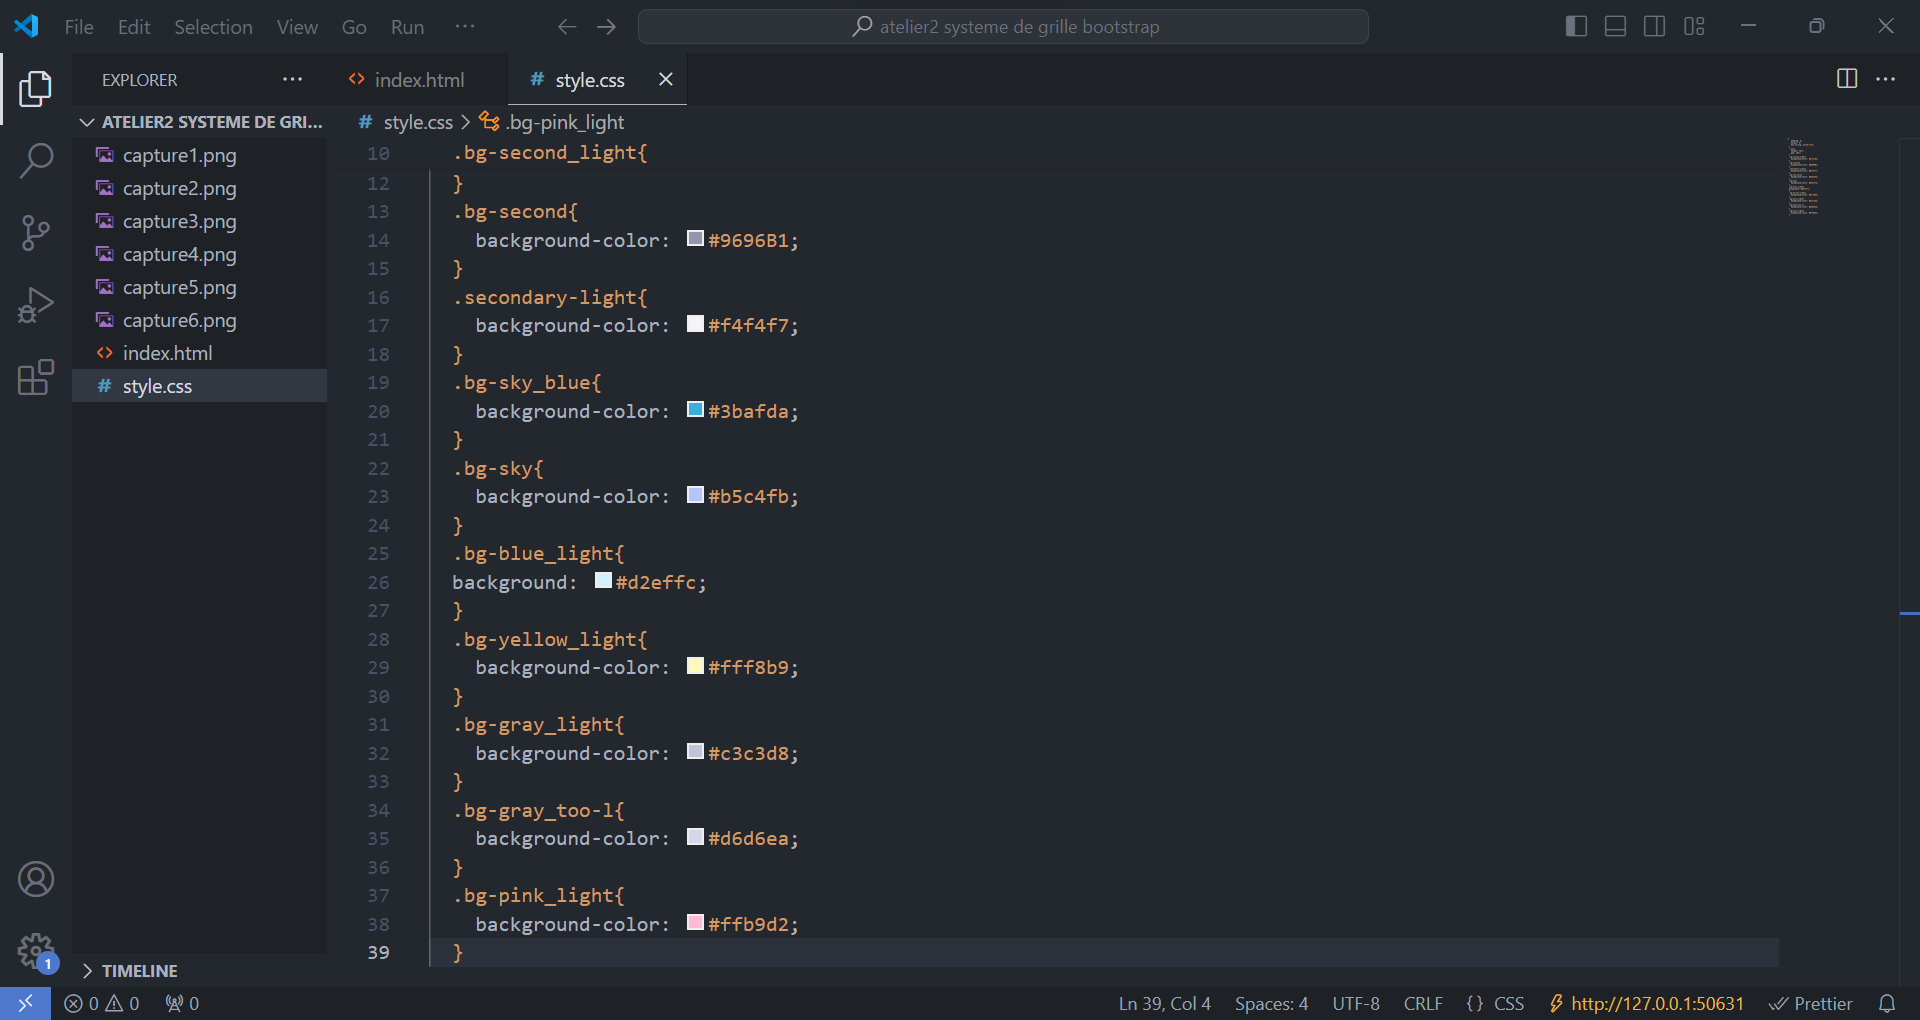 File Edit Selection View Go Run ···
atelier2 systeme de grille bootstrap
EXPLORER ···
ATELIER2 SYSTEME DE GRI...
capture1.png
capture2.png
capture3.png
capture4.png
capture5.png
capture6.png
index.html
style.css
TIMELINE
index.html
# style.css
# style.css > .bg-pink_light
10 .bg-second_light{
12 }
13 .bg-second{
14 background-color: #9696B1;
15 }
16 .secondary-light{
17 background-color: #f4f4f7;
18 }
19 .bg-sky_blue{
20 background-color: #3bafda;
21 }
22 .bg-sky{
23 background-color: #b5c4fb;
24 }
25 .bg-blue_light{
26 background: #d2effc;
27 }
28 .bg-yellow_light{
29 background-color: #fff8b9;
30 }
31 .bg-gray_light{
32 background-color: #c3c3d8;
33 }
34 .bg-gray_too-l{
35 background-color: #d6d6ea;
36 }
37 .bg-pink_light{
38 background-color: #ffb9d2;
39 }
1
0 0 0
Ln 39, Col 4 Spaces: 4 UTF-8 CRLF {} CSS http://127.0.0.1:50631 Prettier